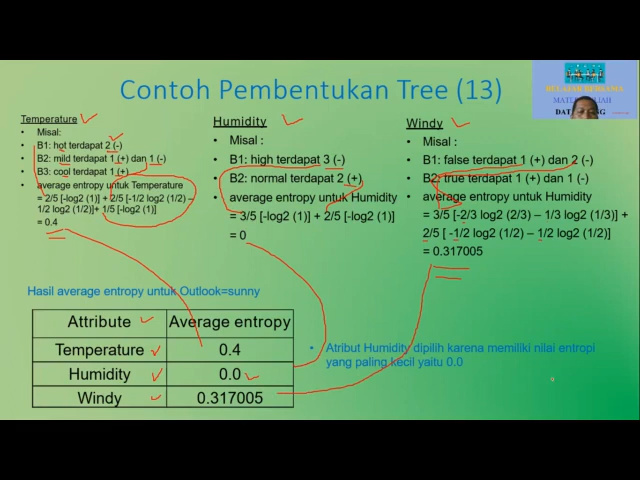 Contoh Pembentukan Tree (13)
BELAJAR BERSAMA
MATA KULIAH
DATA
Temperature
• Misal:
• B1: hot terdapat 2 (-)
• B2: mild terdapat 1 (+) dan 1 (-)
• B3: cool terdapat 1 (+)
• average entropy untuk Temperature
= 2/5 [-log2 (1)] + 2/5 [-1/2 log2 (1/2) –
1/2 log2 (1/2)]+ 1/5 [-log2 (1)]
= 0.4
Humidity
• Misal :
• B1: high terdapat 3 (-)
• B2: normal terdapat 2 (+)
• average entropy untuk Humidity
= 3/5 [-log2 (1)] + 2/5 [-log2 (1)]
= 0
Windy
• Misal :
• B1: false terdapat 1 (+) dan 2 (-)
• B2: true terdapat 1 (+) dan 1 (-)
• average entropy untuk Humidity
= 3/5 [-2/3 log2 (2/3) – 1/3 log2 (1/3)] +
2/5 [ -1/2 log2 (1/2) – 1/2 log2 (1/2)]
= 0.317005
Hasil average entropy untuk Outlook=sunny
Attribute Average entropy
Temperature 0.4
Humidity 0.0
Windy 0.317005
• Atribut Humidity dipilih karena memiliki nilai entropi
yang paling kecil yaitu 0.0